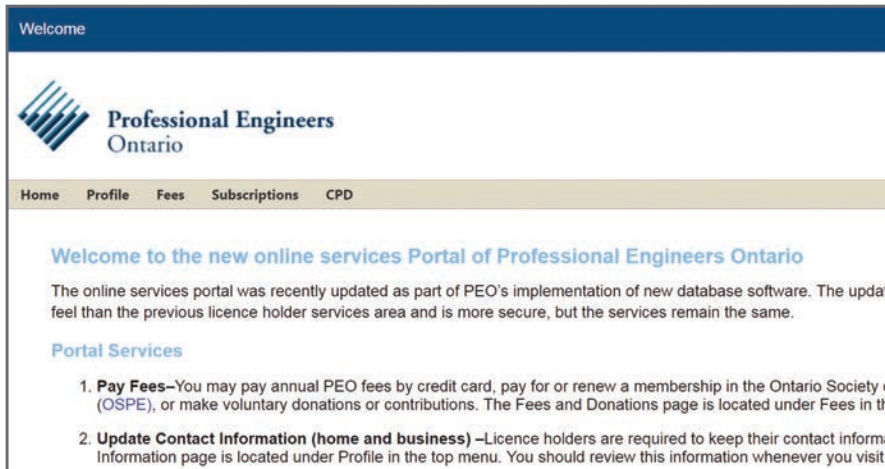 Welcome
Professional Engineers
Ontario
Home Profile Fees Subscriptions CPD
Welcome to the new online services Portal of Professional Engineers Ontario
The online services portal was recently updated as part of PEO's implementation of new database software. The
feel than the previous licence holder services area and is more secure, but the services remain the same.
Portal Services
1. Pay Fees–You may pay annual PEO fees by credit card, pay for or renew a membership in the Ontario Society
(OSPE), or make voluntary donations or contributions. The Fees and Donations page is located under Fees in
2. Update Contact Information (home and business) –Licence holders are required to keep their contact
Information page is located under Profile in the top menu. You should review this information whenever you visit